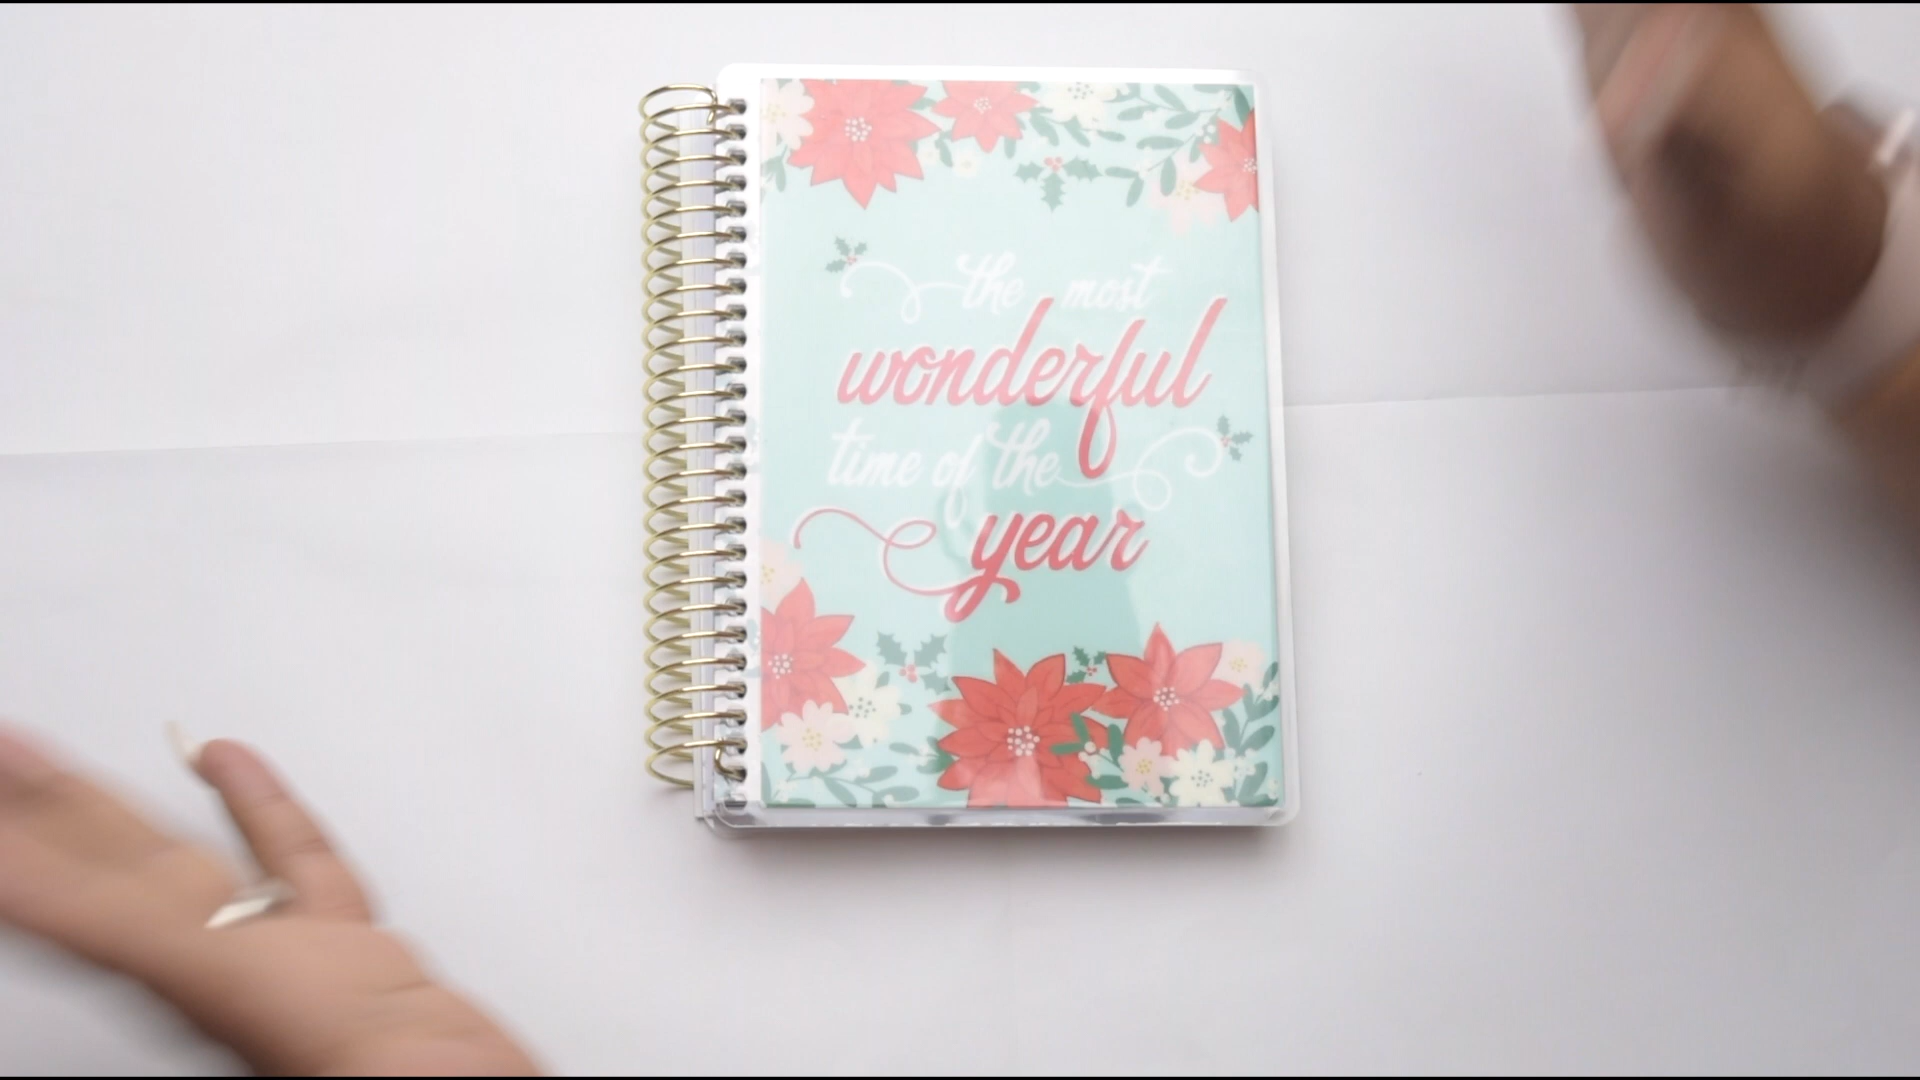 the most
wonderful
time of the
year